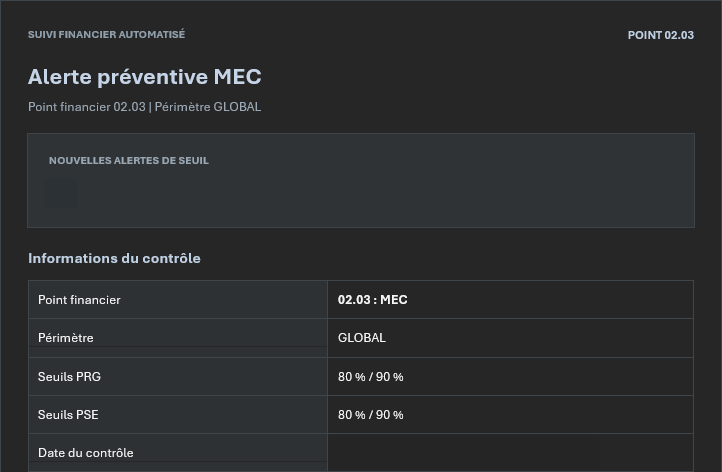 SUIVI FINANCIER AUTOMATISÉ
POINT 02.03
Alerte préventive MEC
Point financier 02.03 | Périmètre GLOBAL
NOUVELLES ALERTES DE SEUIL
Informations du contrôle
Point financier 02.03 : MEC
Périmètre GLOBAL
Seuils PRG 80 % / 90 %
Seuils PSE 80 % / 90 %
Date du contrôle